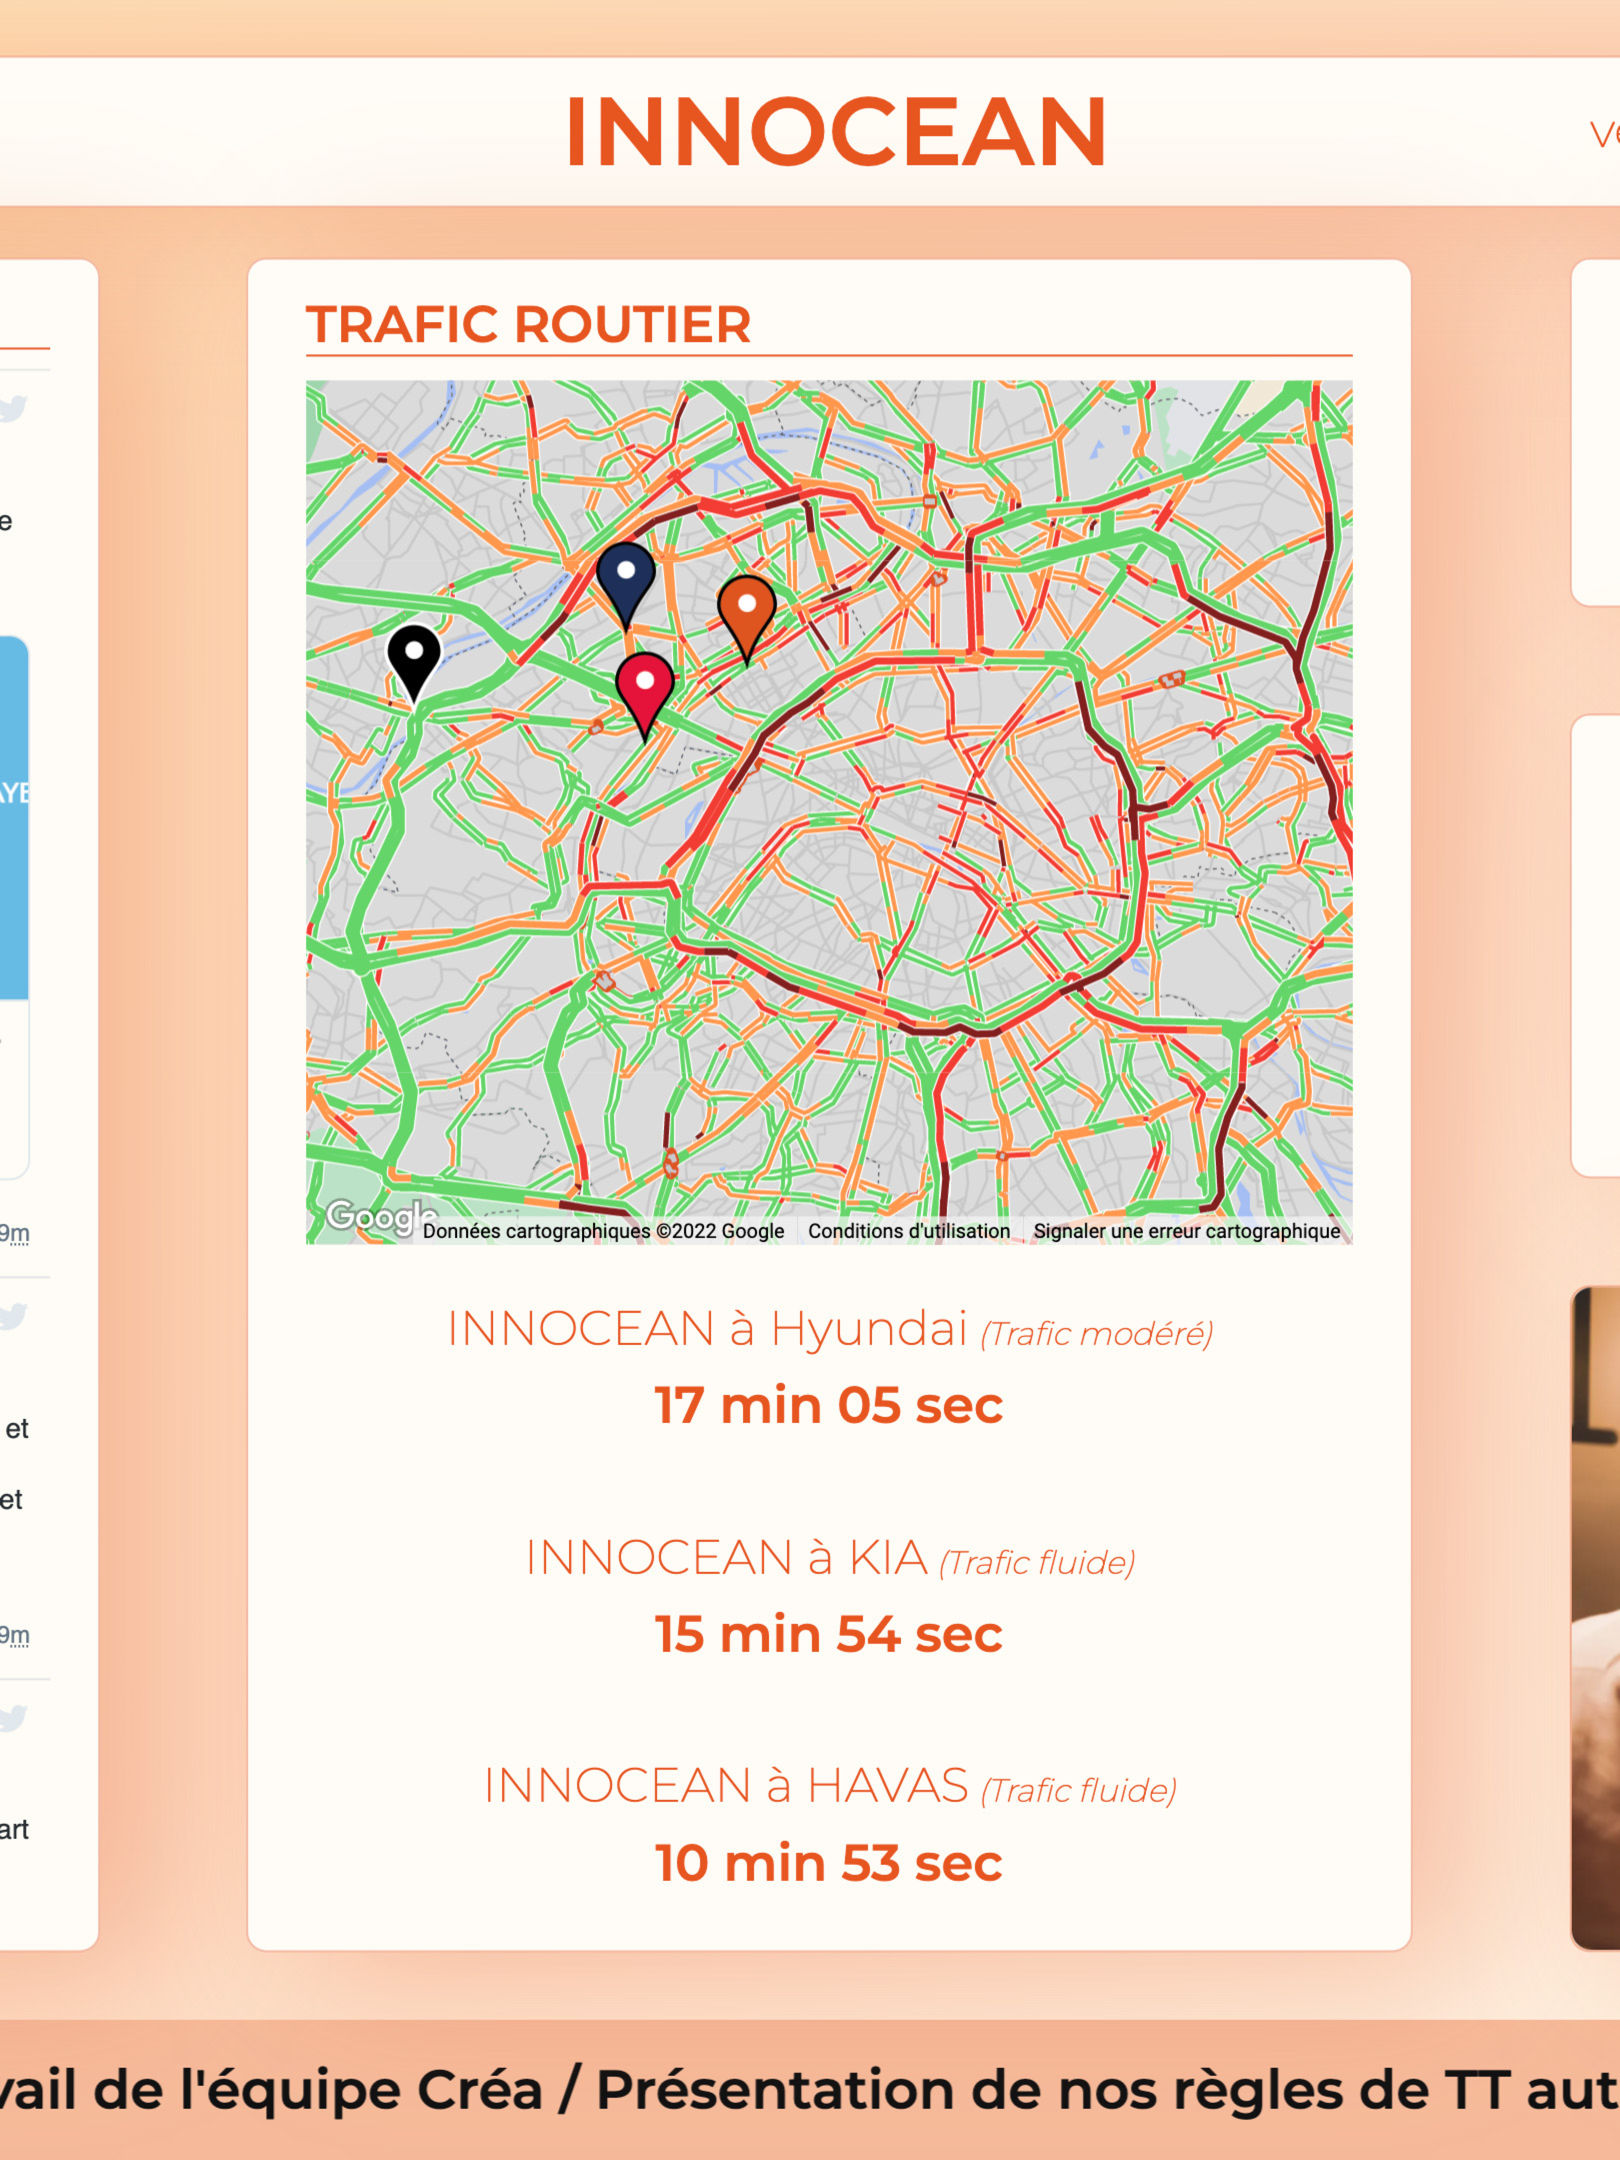 INNOCEAN
TRAFIC ROUTIER
Google
Données cartographiques ©2022 Google
Conditions d'utilisation
Signaler une erreur cartographique
INNOCEAN à Hyundai (Trafic modéré)
17 min 05 sec
INNOCEAN à KIA (Trafic fluide)
15 min 54 sec
INNOCEAN à HAVAS (Trafic fluide)
10 min 53 sec
9m
et
et
9m
art
vail de l'équipe Créa / Présentation de nos règles de TT aut